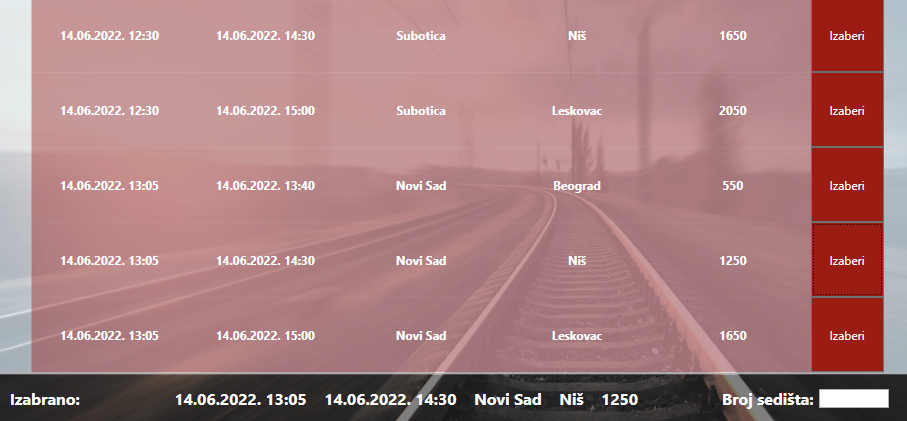 14.06.2022. 12:30 14.06.2022. 14:30 Subotica Niš 1650 Izaberi
14.06.2022. 12:30 14.06.2022. 15:00 Subotica Leskovac 2050 Izaberi
14.06.2022. 13:05 14.06.2022. 13:40 Novi Sad Beograd 550 Izaberi
14.06.2022. 13:05 14.06.2022. 14:30 Novi Sad Niš 1250 Izaberi
14.06.2022. 13:05 14.06.2022. 15:00 Novi Sad Leskovac 1650 Izaberi
Izabrano: 14.06.2022. 13:05 14.06.2022. 14:30 Novi Sad Niš 1250 Broj sedišta: